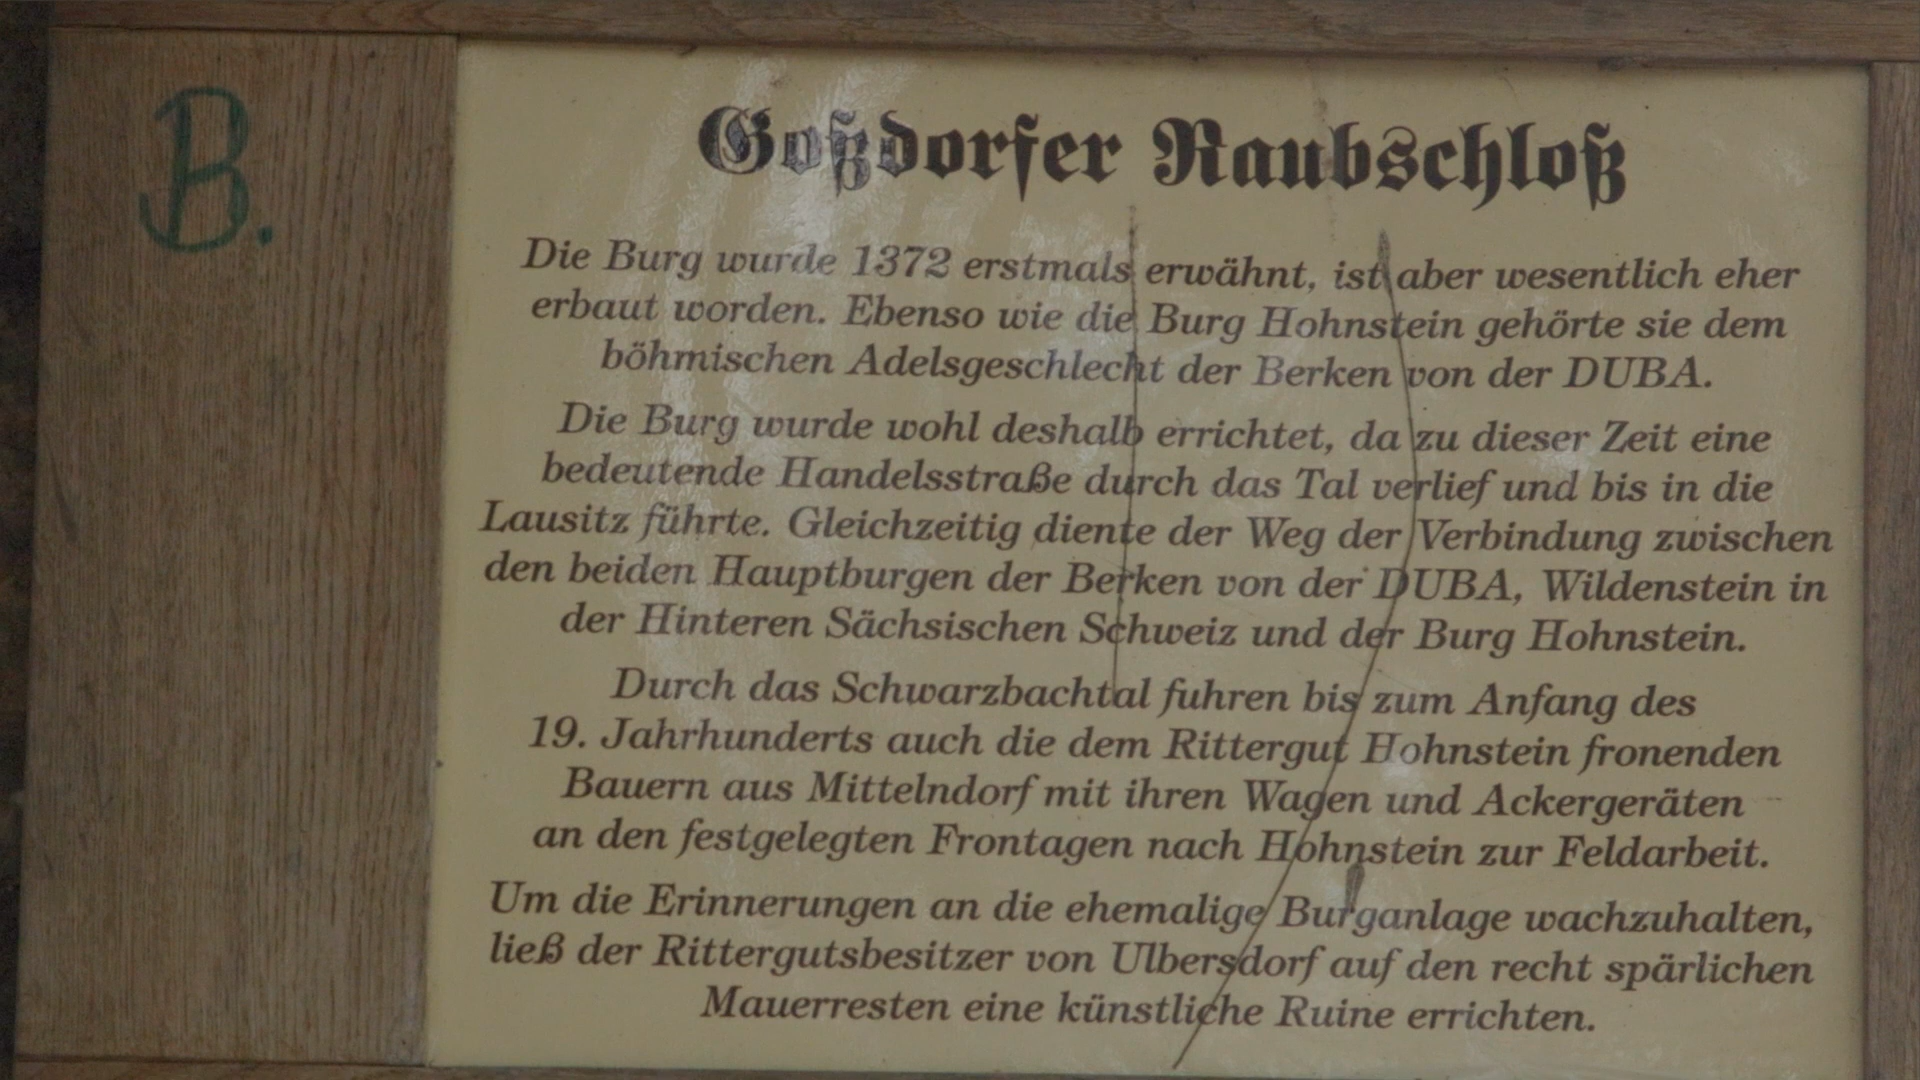 B.
Goßdorfer Raubschloß
Die Burg wurde 1372 erstmals erwähnt, ist aber wesentlich eher
erbaut worden. Ebenso wie die Burg Hohnstein gehörte sie dem
böhmischen Adelsgeschlecht der Berken von der DUBA.
Die Burg wurde wohl deshalb errichtet, da zu dieser Zeit eine
bedeutende Handelsstraße durch das Tal verlief und bis in die
Lausitz führte. Gleichzeitig diente der Weg der Verbindung zwischen
den beiden Hauptburgen der Berken von der DUBA, Wildenstein in
der Hinteren Sächsischen Schweiz und der Burg Hohnstein.
Durch das Schwarzbachtal fuhren bis zum Anfang des
19. Jahrhunderts auch die dem Rittergut Hohnstein fronenden
Bauern aus Mittelndorf mit ihren Wagen und Ackergeräten
an den festgelegten Frontagen nach Hohnstein zur Feldarbeit.
Um die Erinnerungen an die ehemalige Burganlage wachzuhalten,
ließ der Rittergutsbesitzer von Ulbersdorf auf den recht spärlichen
Mauerresten eine künstliche Ruine errichten.